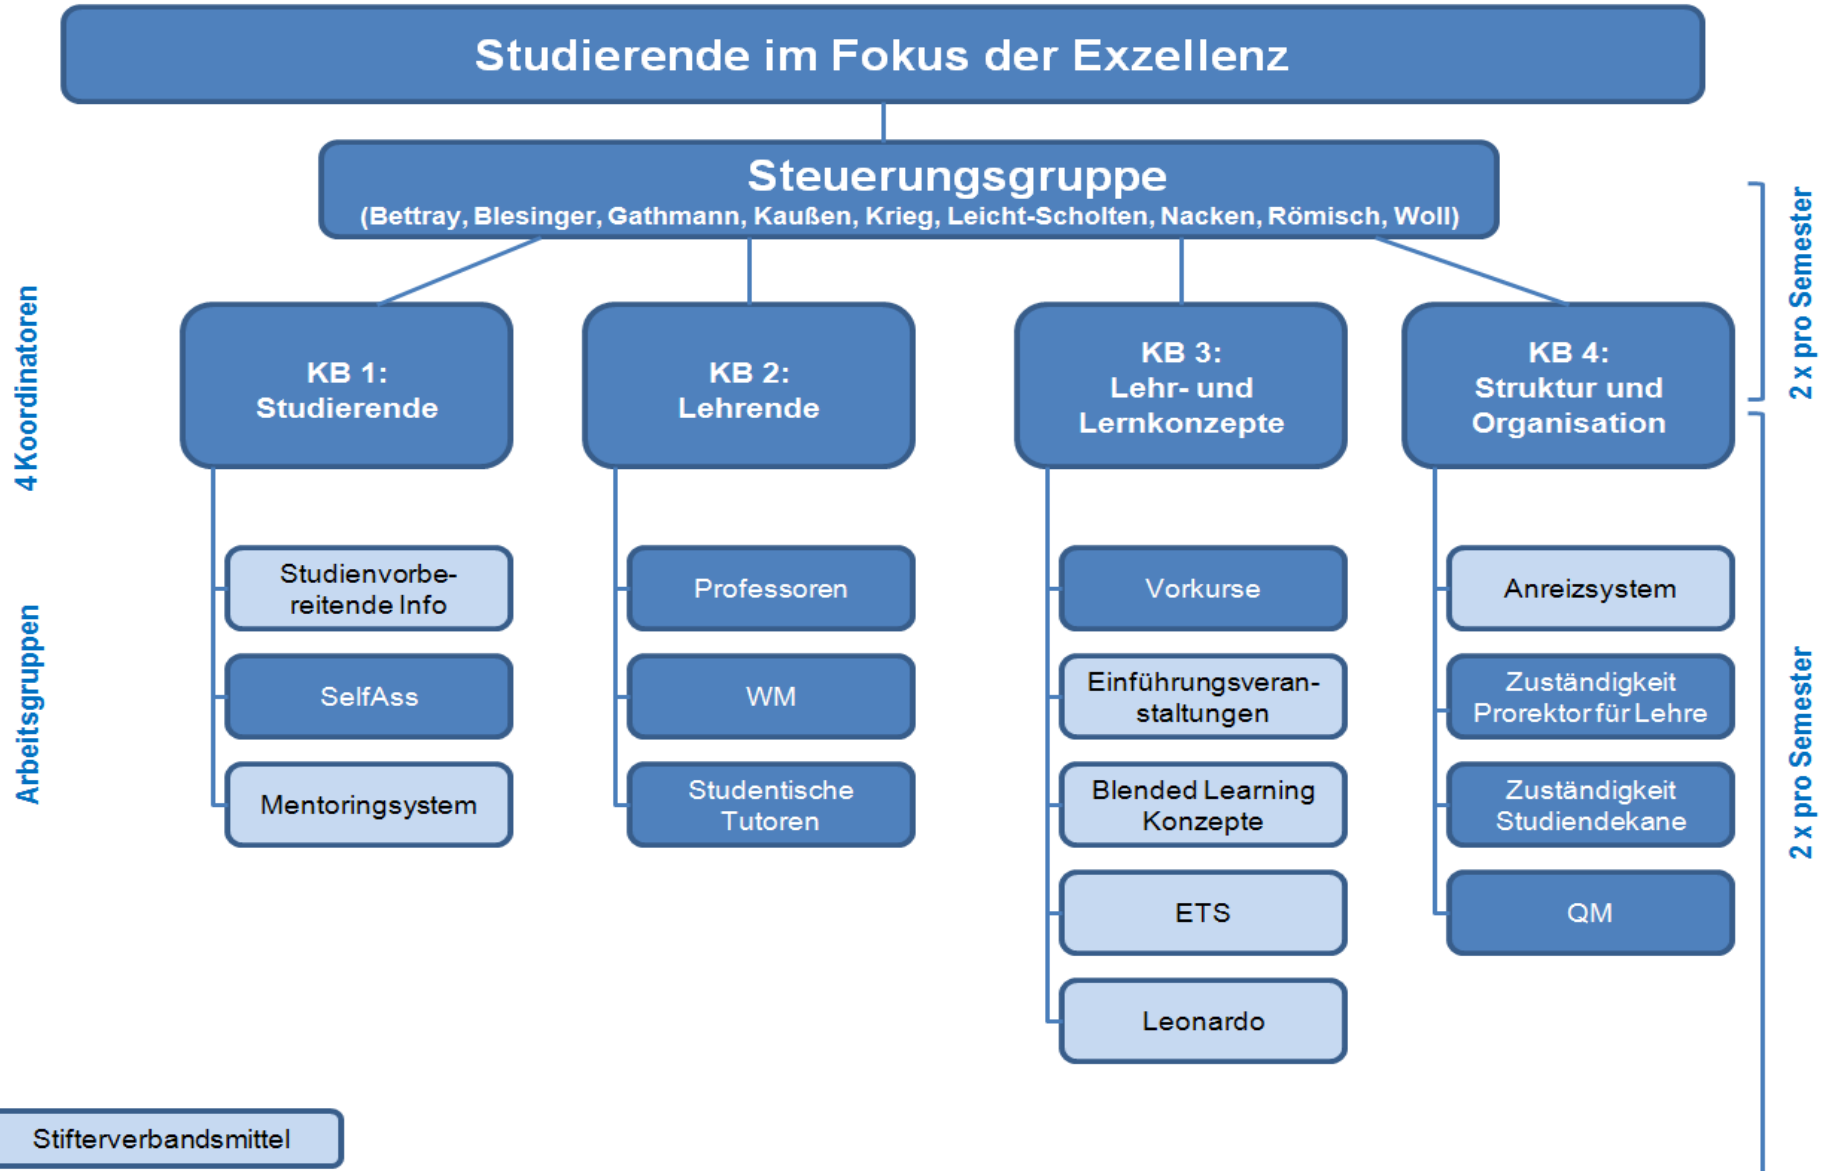 Studierende im Fokus der Exzellenz
Steuerungsgruppe
(Bettray, Blesinger, Gathmann, Kaußen, Krieg, Leicht-Scholten, Nacken, Römisch, Woll)
2 x pro Semester
4 Koordinatoren
KB 1:
Studierende
KB 2:
Lehrende
KB 3:
Lehr- und
Lernkonzepte
KB 4:
Struktur und
Organisation
Arbeitsgruppen
Studienvorbe-
reitende Info
SelfAss
Mentoringsystem
Professoren
WM
Studentische
Tutoren
Vorkurse
Einführungsveran-
staltungen
Blended Learning
Konzepte
ETS
Leonardo
Anreizsystem
Zuständigkeit
Prorektor für Lehre
Zuständigkeit
Studiendekane
QM
2 x pro Semester
Stifterverbandsmittel